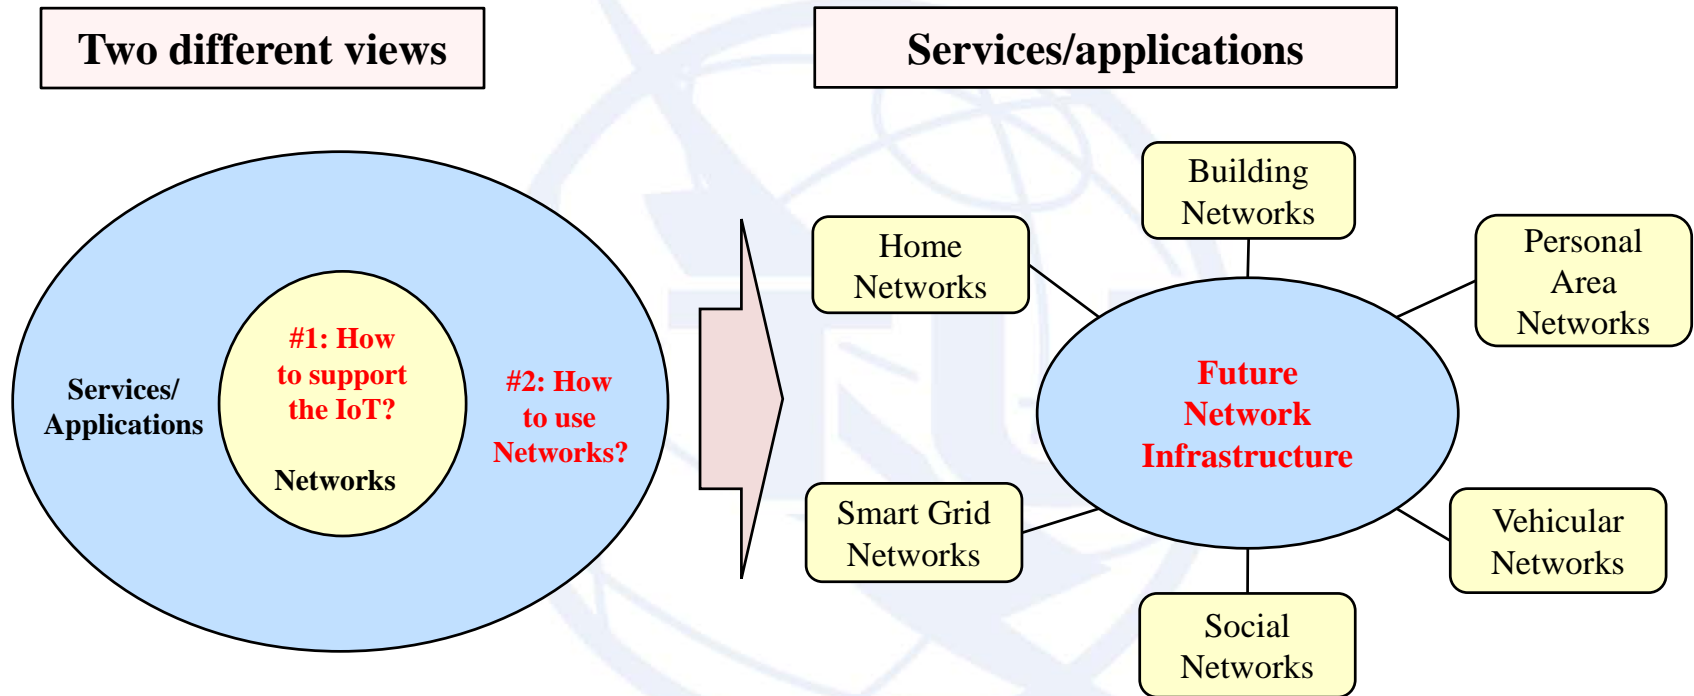 Two different views
Services/applications
Services/
Applications
#1: How
to support
the IoT?
Networks
#2: How
to use
Networks?
Building
Networks
Home
Networks
Personal
Area
Networks
Future
Network
Infrastructure
Smart Grid
Networks
Vehicular
Networks
Social
Networks
ITU